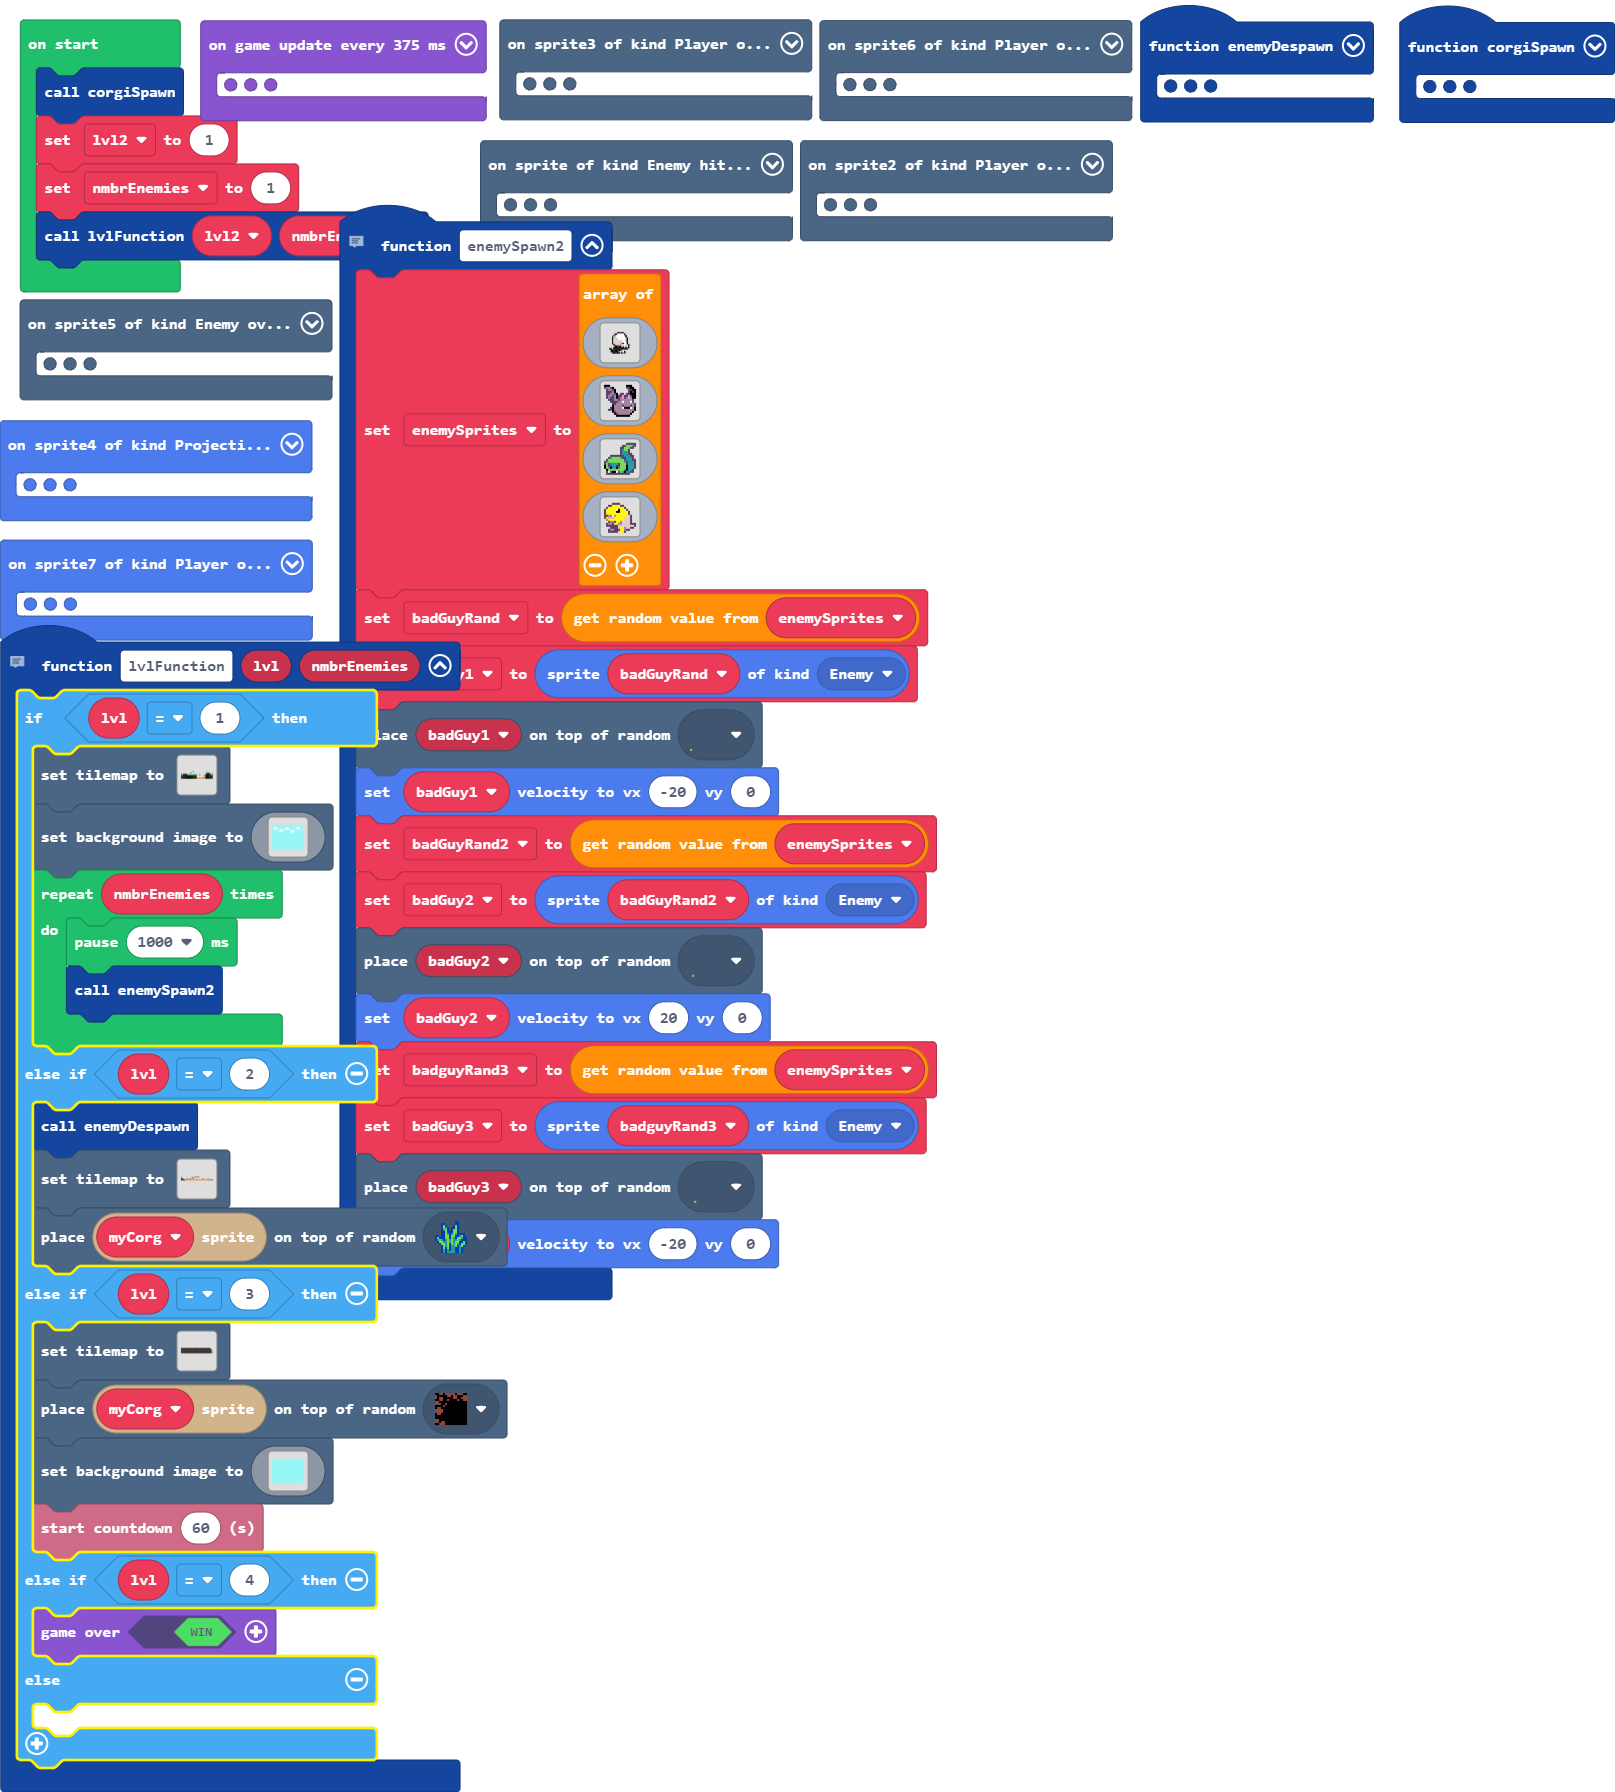 on start
call corgiSpawn
set lvl2 to 1
set nmbrEnemies to 1
call lvlFunction lvl2 nmbrEn
on game update every 375 ms
on sprite3 of kind Player o...
on sprite6 of kind Player o...
function enemyDespawn
function corgiSpawn
on sprite of kind Enemy hit...
on sprite2 of kind Player o...
on sprite5 of kind Enemy ov...
on sprite4 of kind Projecti...
on sprite7 of kind Player o...
function enemySpawn2
set enemySprites to
array of
set badGuyRand to get random value from enemySprites
y1 to sprite badGuyRand of kind Enemy
lace badGuy1 on top of random
set badGuy1 velocity to vx -20 vy 0
set badGuyRand2 to get random value from enemySprites
set badGuy2 to sprite badGuyRand2 of kind Enemy
place badGuy2 on top of random
set badGuy2 velocity to vx 20 vy 0
et badguyRand3 to get random value from enemySprites
set badGuy3 to sprite badguyRand3 of kind Enemy
place badGuy3 on top of random
velocity to vx -20 vy 0
function lvlFunction lvl nmbrEnemies
if lvl = 1 then
set tilemap to
set background image to
repeat nmbrEnemies times
do
pause 1000 ms
call enemySpawn2
else if lvl = 2 then
call enemyDespawn
set tilemap to
place myCorg sprite on top of random
else if lvl = 3 then
set tilemap to
place myCorg sprite on top of random
set background image to
start countdown 60 (s)
else if lvl = 4 then
game over WIN
else